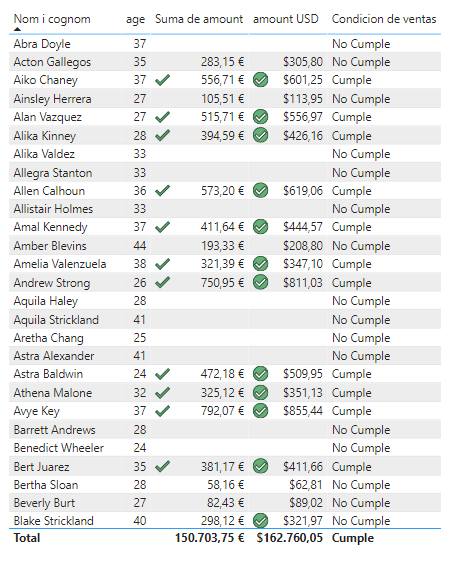 Nom i cognom age Suma de amount amount USD Condicion de ventas
Abra Doyle 37 No Cumple
Acton Gallegos 35 283,15 € $305,80 No Cumple
Aiko Chaney 37 556,71 € $601,25 Cumple
Ainsley Herrera 27 105,51 € $113,95 No Cumple
Alan Vazquez 27 515,71 € $556,97 Cumple
Alika Kinney 28 394,59 € $426,16 Cumple
Alika Valdez 33 No Cumple
Allegra Stanton 33 No Cumple
Allen Calhoun 36 573,20 € $619,06 Cumple
Allistair Holmes 33 No Cumple
Amal Kennedy 37 411,64 € $444,57 Cumple
Amber Blevins 44 193,33 € $208,80 No Cumple
Amelia Valenzuela 38 321,39 € $347,10 Cumple
Andrew Strong 26 750,95 € $811,03 Cumple
Aquila Haley 28 No Cumple
Aquila Strickland 41 No Cumple
Aretha Chang 25 No Cumple
Astra Alexander 41 No Cumple
Astra Baldwin 24 472,18 € $509,95 Cumple
Athena Malone 32 325,12 € $351,13 Cumple
Avye Key 37 792,07 € $855,44 Cumple
Barrett Andrews 28 No Cumple
Benedict Wheeler 24 No Cumple
Bert Juarez 35 381,17 € $411,66 Cumple
Bertha Sloan 28 58,16 € $62,81 No Cumple
Beverly Burt 27 82,43 € $89,02 No Cumple
Blake Strickland 40 298,12 € $321,97 No Cumple
Total 150.703,75 € $162.760,05 Cumple